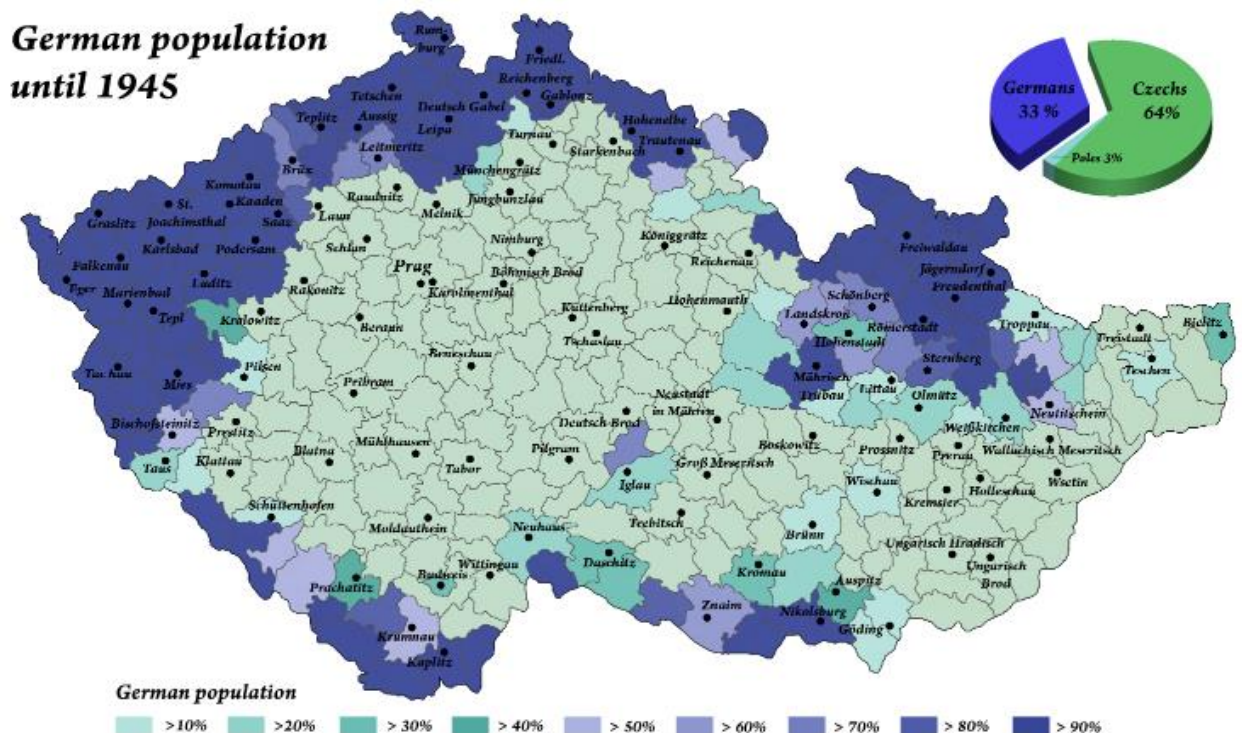 German population
until 1945
Germans
33 %
Czechs
64%
Poles 3%
Rum-
burg
Friedl.
Reichenberg
Gablonz
Tetschen
Deutsch Gabel
Teplitz
Aussig
Leipa
Hohenelbe
Trautenau
Turnau
Starkenbach
Leitmeritz
Brüx
Münchengrätz
Komotau
Raudnitz
Jungbunzlau
St.
Joachimsthal
Kaaden
Melnik
Graslitz
Saaz
Laun
Karlsbad
Podersam
Schlan
Nimburg
Königgrätz
Reichenau
Freiwaldau
Falkenau
Prag
Böhmisch Brod
Jägerndorf
Eger
Luditz
Rakonitz
Karolinenthal
Freudenthal
Marienbad
Hohenmauth
Schönberg
Tepl
Kralowitz
Beraun
Kuttenberg
Landskron
Römerstadt
Troppau
Bielitz
Tschaslau
Hohenstadt
Freistadt
Beneschau
Sternberg
Teschen
Tachau
Mies
Pilsen
Mährisch
Trübau
Littau
Pribram
Olmütz
Neustadt
in Mähren
Neutitschein
Bischofsteinitz
Prestitz
Deutsch Brod
Weißkirchen
Mühlhausen
Boskowitz
Prossnitz
Prerau
Walluchisch Meseritsch
Taus
Klattau
Blatna
Tabor
Pilgram
Groß Meseritsch
Iglau
Wischau
Holleschau
Wsetin
Kremsier
Schüttenhofen
Moldauthein
Neuhaus
Trebitsch
Brünn
Ungarisch Hradisch
Daschitz
Ungarisch
Brod
Prachatitz
Budweis
Wittingau
Kromau
Auspitz
Znaim
Nikolsburg
Göding
Krumnau
Kaplitz
German population
>10%
>20%
> 30%
> 40%
> 50%
> 60%
> 70%
> 80%
> 90%